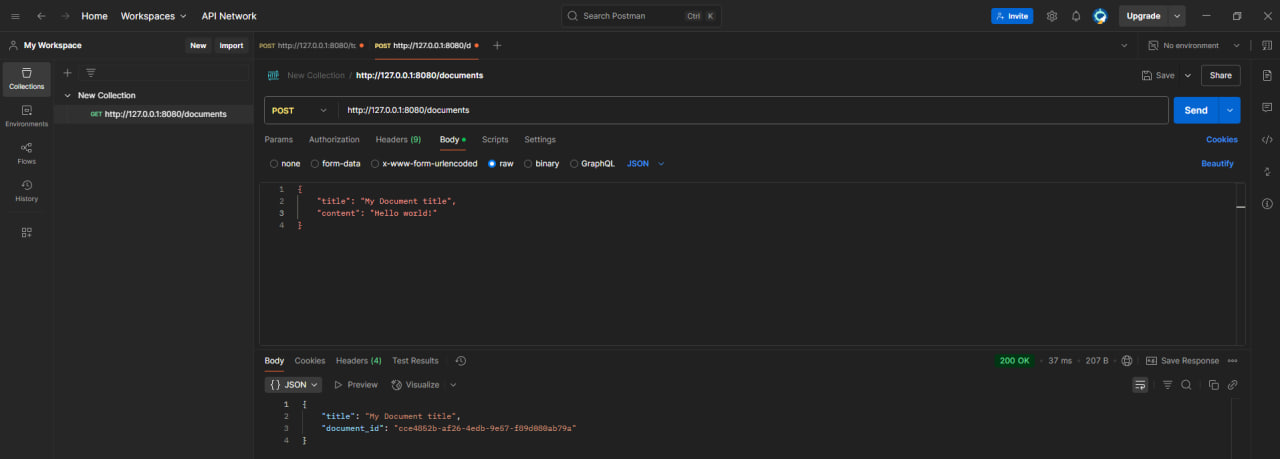 Home Workspaces API Network Search Postman Ctrl K Invite Upgrade
My Workspace New Import POST http://127.0.0.1:8080/to POST http://127.0.0.1:8080/d No environment
Collections
Environments
Flows
History
New Collection
GET http://127.0.0.1:8080/documents
New Collection / http://127.0.0.1:8080/documents Save Share
POST http://127.0.0.1:8080/documents Send
Params Authorization Headers (9) Body Scripts Settings Cookies
none form-data x-www-form-urlencoded raw binary GraphQL JSON Beautify
1 {
2 "title": "My Document title",
3 "content": "Hello world!"
4 }
Body Cookies Headers (4) Test Results 200 OK • 37 ms • 207 B Save Response
{} JSON Preview Visualize
1 {
2 "title": "My Document title",
3 "document_id": "cce4852b-af26-4edb-9e67-f89d880ab79a"
4 }